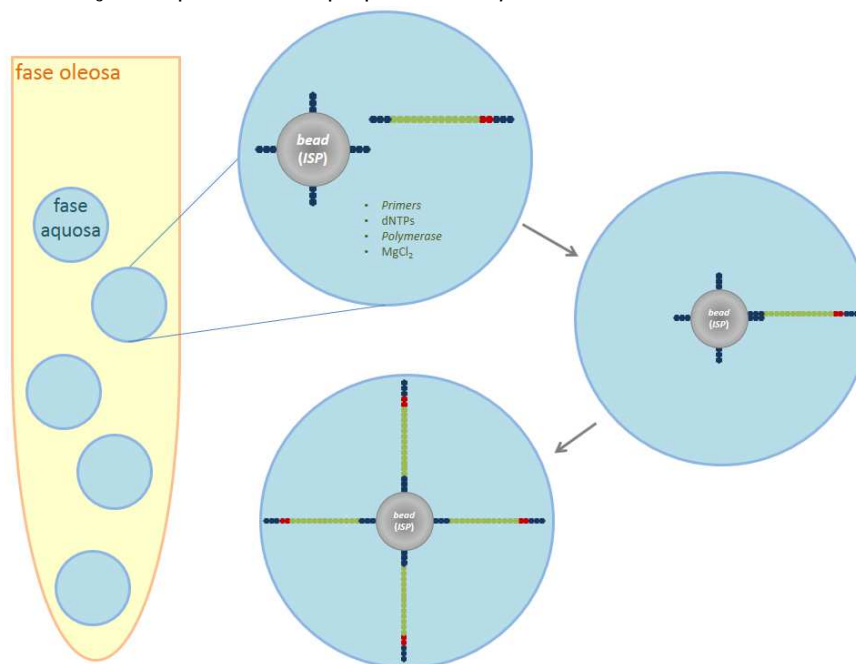 fase oleosa
fase
aquosa
bead
(ISP)
• Primers
• dNTPs
• Polymerase
• MgCl₂
bead
(ISP)
bead
(ISP)